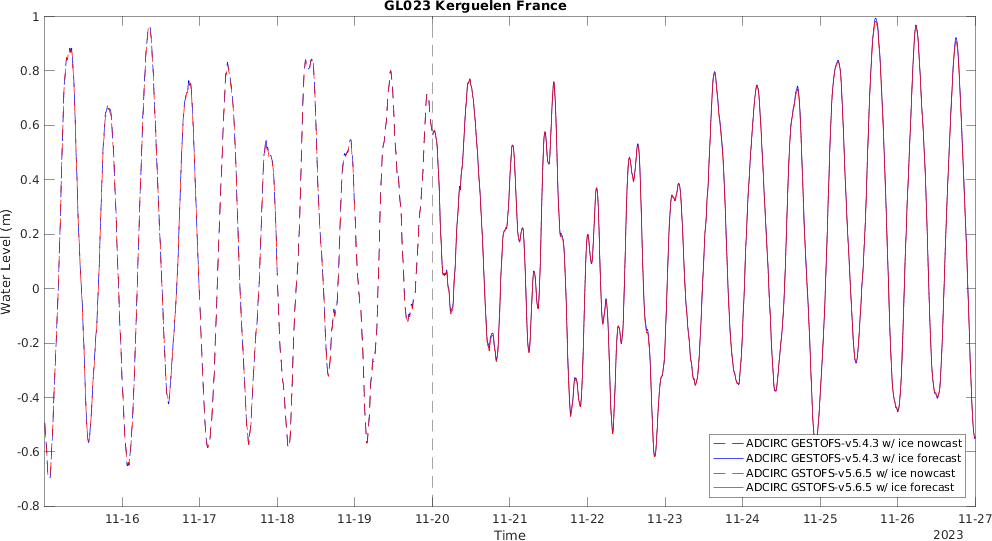 GL023 Kerguelen France
1
0.8
0.6
0.4
0.2
0
-0.2
-0.4
-0.6
-0.8
Water Level (m)
ADCIRC GESTOFS-v5.4.3 w/ ice nowcast
ADCIRC GESTOFS-v5.4.3 w/ ice forecast
ADCIRC GSTOFS-v5.6.5 w/ ice nowcast
ADCIRC GSTOFS-v5.6.5 w/ ice forecast
11-16 11-17 11-18 11-19 11-20 11-21 11-22 11-23 11-24 11-25 11-26 11-27
Time
2023